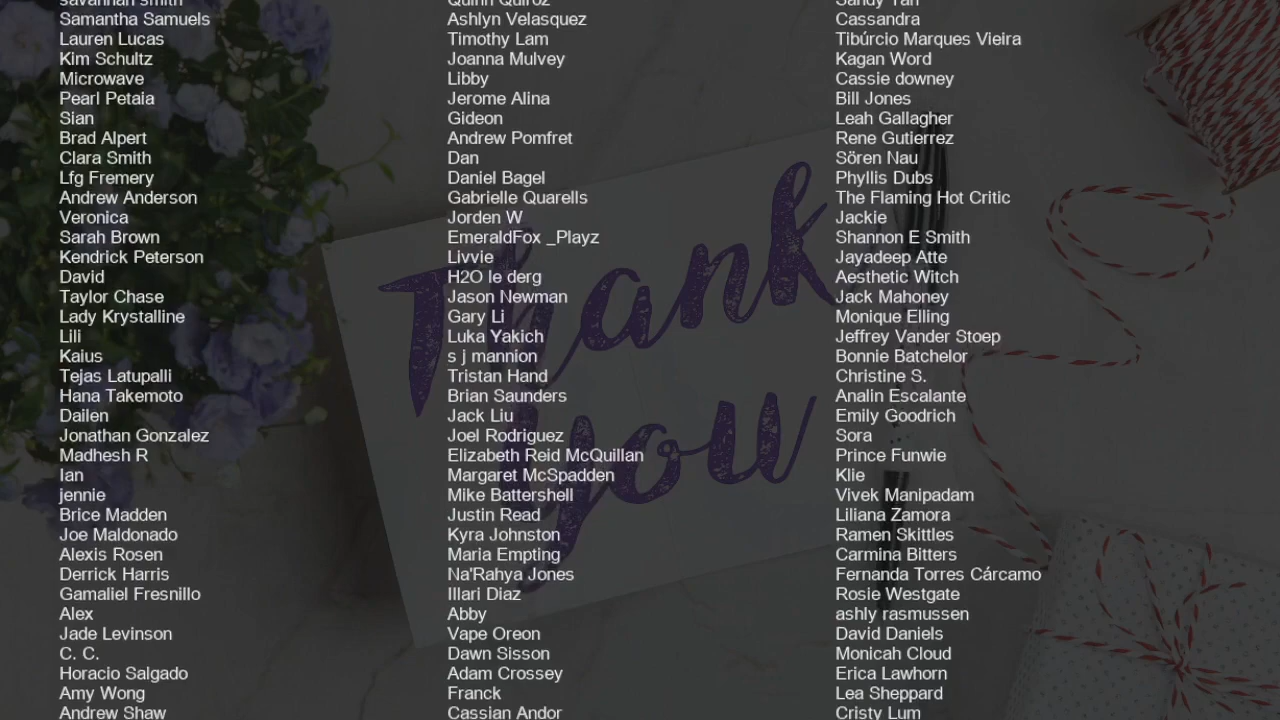 savannah smith
Samantha Samuels
Lauren Lucas
Kim Schultz
Microwave
Pearl Petaia
Sian
Brad Alpert
Clara Smith
Lfg Fremery
Andrew Anderson
Veronica
Sarah Brown
Kendrick Peterson
David
Taylor Chase
Lady Krystalline
Lili
Kaius
Tejas Latupalli
Hana Takemoto
Dailen
Jonathan Gonzalez
Madhesh R
Ian
jennie
Brice Madden
Joe Maldonado
Alexis Rosen
Derrick Harris
Gamaliel Fresnillo
Alex
Jade Levinson
C. C.
Horacio Salgado
Amy Wong
Andrew Shaw
Quinn Quiroz
Ashlyn Velasquez
Timothy Lam
Joanna Mulvey
Libby
Jerome Alina
Gideon
Andrew Pomfret
Dan
Daniel Bagel
Gabrielle Quarells
Jorden W
EmeraldFox _Playz
Livvie
H2O le derg
Jason Newman
Gary Li
Luka Yakich
s j mannion
Tristan Hand
Brian Saunders
Jack Liu
Joel Rodriguez
Elizabeth Reid McQuillan
Margaret McSpadden
Mike Battershell
Justin Read
Kyra Johnston
Maria Empting
Na'Rahya Jones
Illari Diaz
Abby
Vape Oreon
Dawn Sisson
Adam Crossey
Franck
Cassian Andor
Sandy Tan
Cassandra
Tibúrcio Marques Vieira
Kagan Word
Cassie downey
Bill Jones
Leah Gallagher
Rene Gutierrez
Sören Nau
Phyllis Dubs
The Flaming Hot Critic
Jackie
Shannon E Smith
Jayadeep Atte
Aesthetic Witch
Jack Mahoney
Monique Elling
Jeffrey Vander Stoep
Bonnie Batchelor
Christine S.
Analin Escalante
Emily Goodrich
Sora
Prince Funwie
Klie
Vivek Manipadam
Liliana Zamora
Ramen Skittles
Carmina Bitters
Fernanda Torres Cárcamo
Rosie Westgate
ashly rasmussen
David Daniels
Monicah Cloud
Erica Lawhorn
Lea Sheppard
Cristy Lum
Thank
you